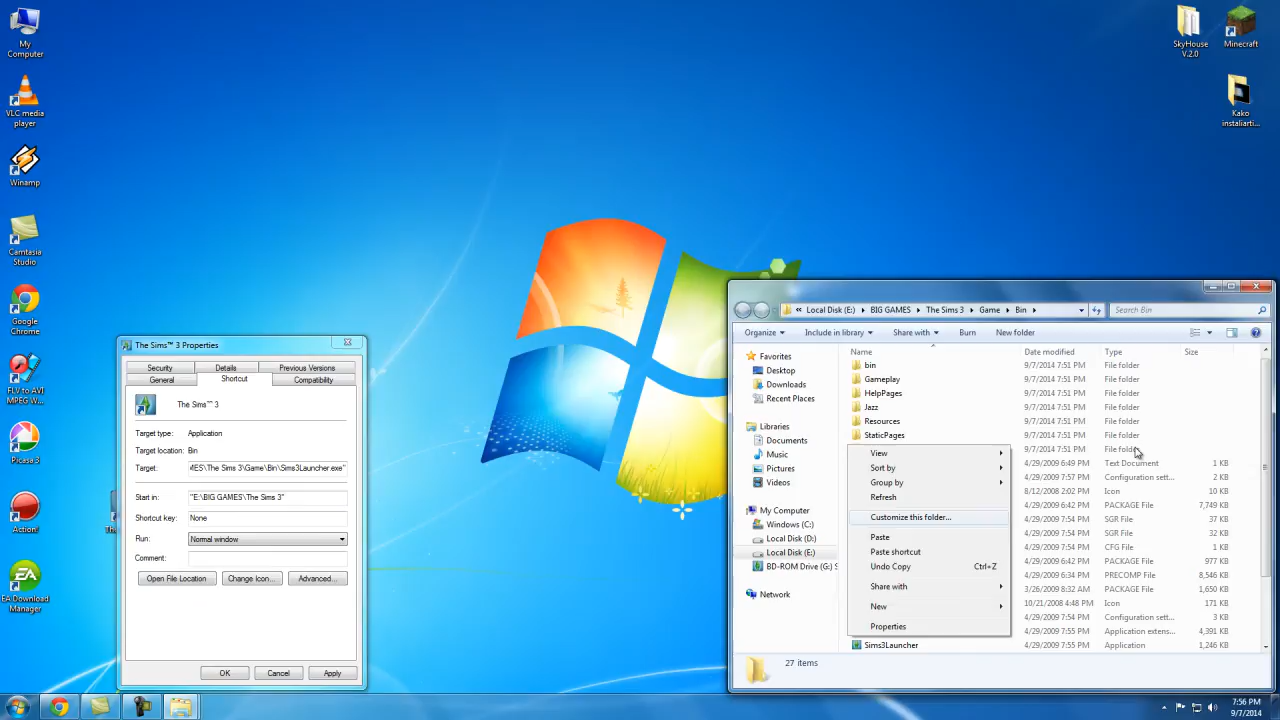 My
Computer
VLC media
player
Winamp
Camtasia
Studio
Google
Chrome
FLV to AVI
MPEG W...
Picasa 3
Action!
EA Download
Manager
SkyHouse
V.2.0
Minecraft
Kako
instaliarti...
The Sims™ 3 Properties
Security
Details
Previous Versions
General
Shortcut
Compatibility
The Sims™ 3
Target type:
Application
Target location:
Bin
Target:
MES\The Sims 3\Game\Bin\Sims3Launcher.exe"
Start in:
"E:\BIG GAMES\The Sims 3"
Shortcut key:
None
Run:
Normal window
Comment:
Open File Location
Change Icon...
Advanced...
OK
Cancel
Apply
« Local Disk (E:) BIG GAMES The Sims 3 Game Bin
Search Bin
Organize
Include in library
Share with
Burn
New folder
Favorites
Desktop
Downloads
Recent Places
Libraries
Documents
Music
Pictures
Videos
My Computer
Windows (C:)
Local Disk (D:)
Local Disk (E:)
BD-ROM Drive (G:) S
Network
Name Date modified Type Size
bin 9/7/2014 7:51 PM File folder
Gameplay 9/7/2014 7:51 PM File folder
HelpPages 9/7/2014 7:51 PM File folder
Jazz 9/7/2014 7:51 PM File folder
Resources 9/7/2014 7:51 PM File folder
StaticPages 9/7/2014 7:51 PM File folder
9/7/2014 7:51 PM File folder
4/29/2009 6:49 PM Text Document 1 KB
4/29/2009 7:57 PM Configuration sett... 2 KB
8/12/2008 2:02 PM Icon 10 KB
4/29/2009 6:42 PM PACKAGE File 7,749 KB
4/29/2009 7:54 PM SGR File 37 KB
4/29/2009 7:54 PM SGR File 32 KB
4/29/2009 7:54 PM CFG File 1 KB
4/29/2009 6:42 PM PACKAGE File 977 KB
4/29/2009 6:34 PM PRECOMP File 8,546 KB
3/26/2009 8:32 AM PACKAGE File 1,650 KB
10/21/2008 4:48 PM Icon 171 KB
4/29/2009 7:54 PM Configuration sett... 3 KB
4/29/2009 7:55 PM Application extens... 4,391 KB
Sims3Launcher 4/29/2009 7:55 PM Application 1,246 KB
View
Sort by
Group by
Refresh
Customize this folder...
Paste
Paste shortcut
Undo Copy Ctrl+Z
Share with
New
Properties
27 items
7:56 PM
9/7/2014